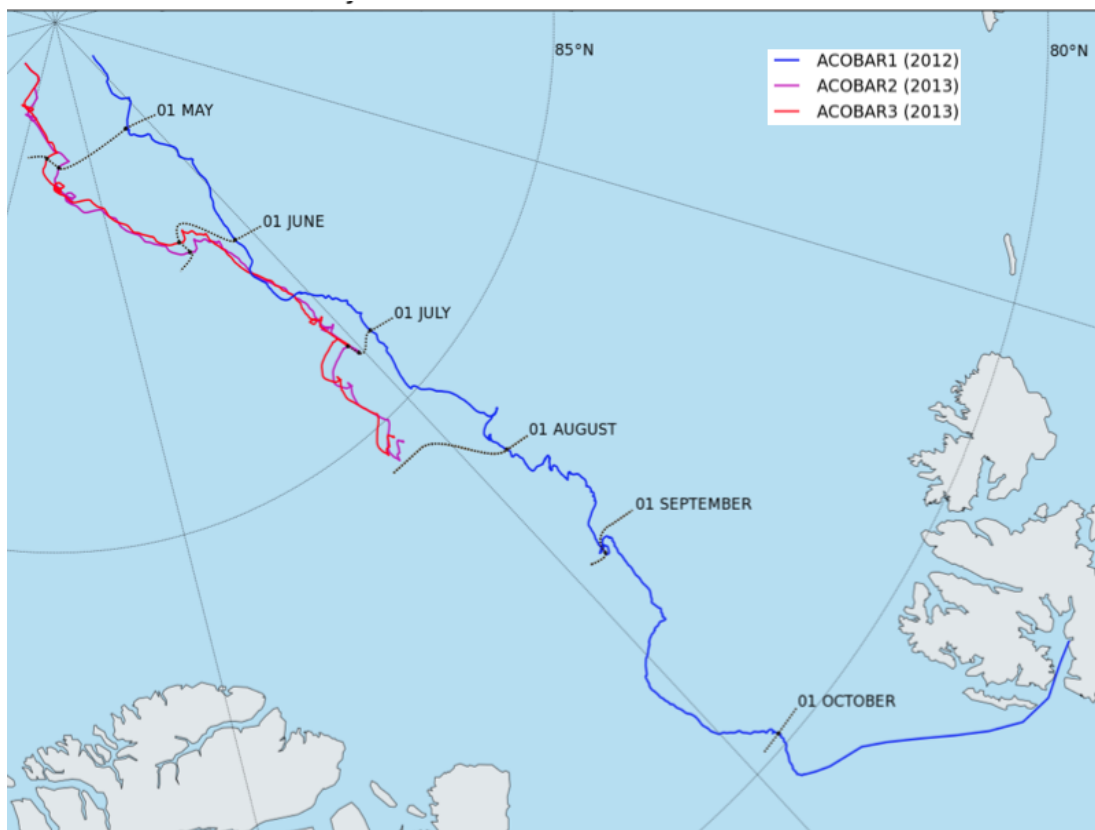 85°N
80°N
ACOBAR1 (2012)
ACOBAR2 (2013)
ACOBAR3 (2013)
01 MAY
01 JUNE
01 JULY
01 AUGUST
01 SEPTEMBER
01 OCTOBER